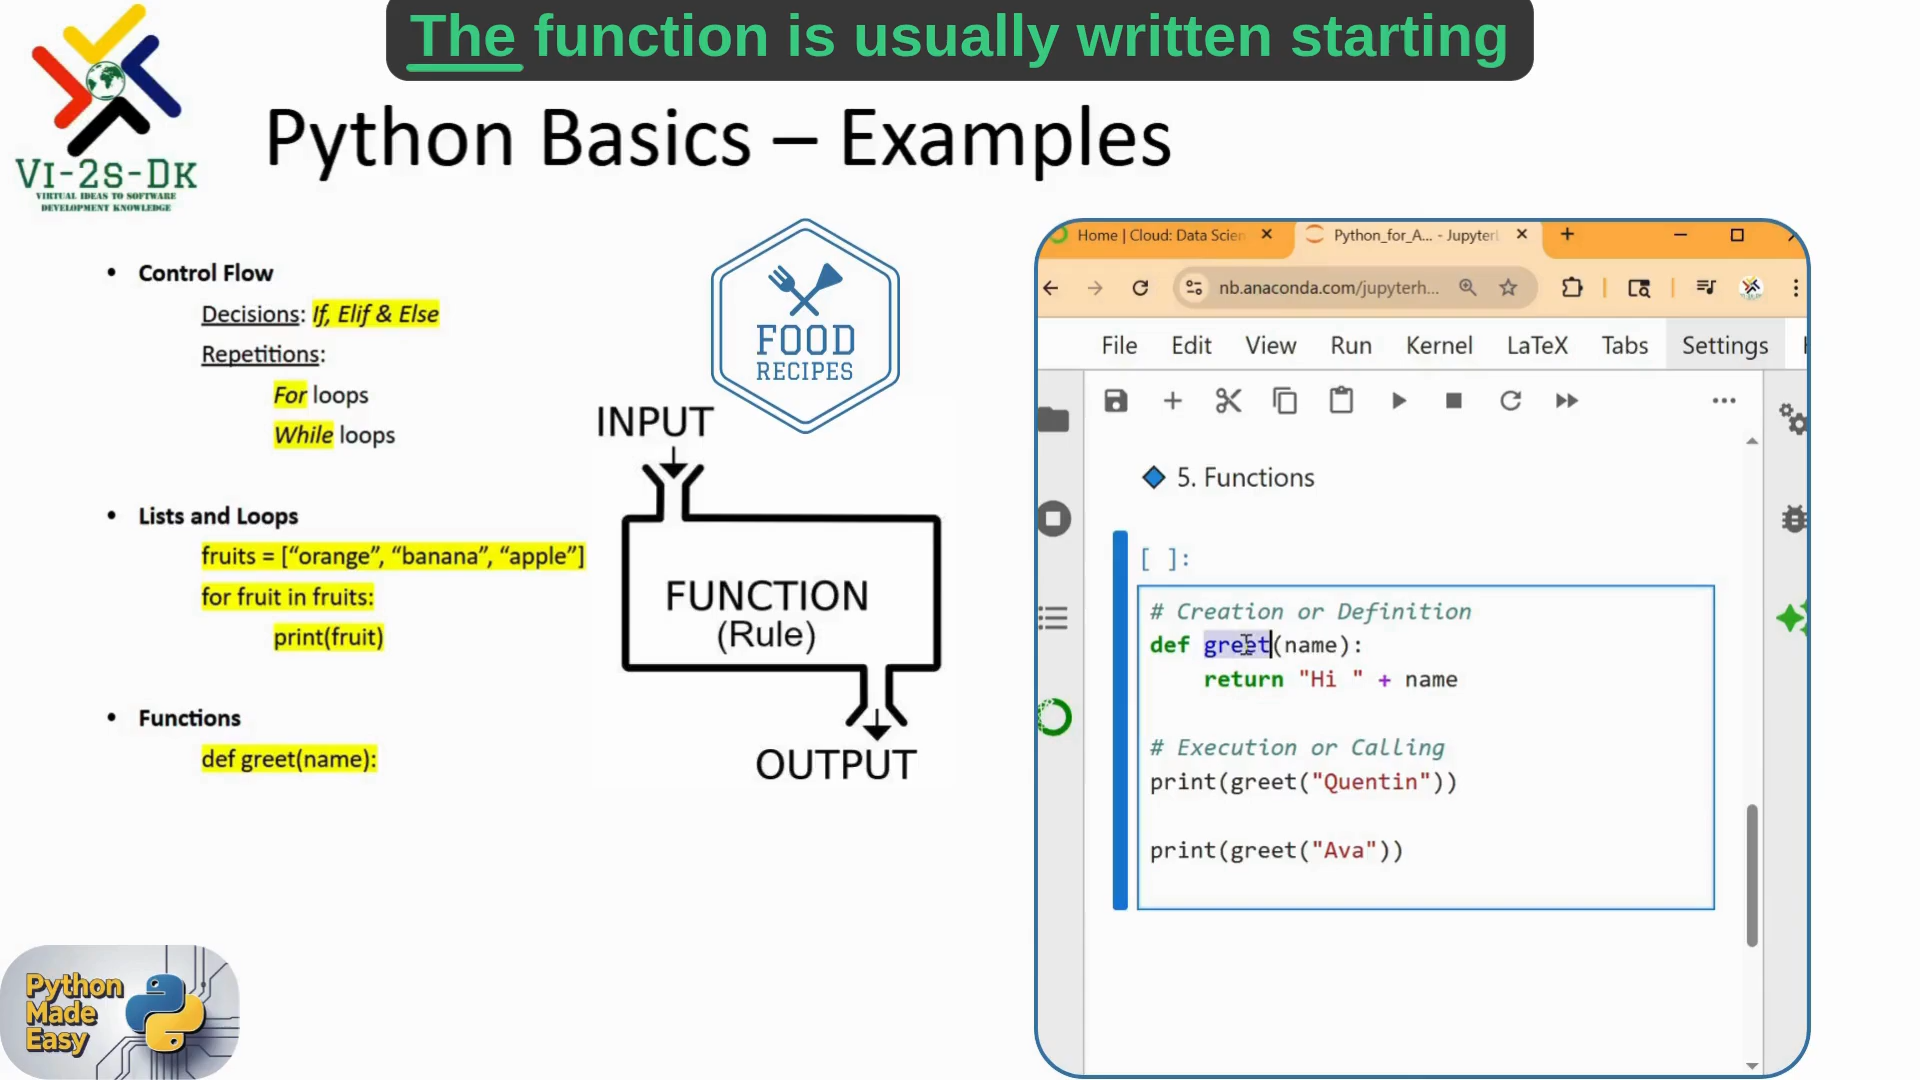 The function is usually written starting
Python Basics – Examples
VI-2S-DK
VIRTUAL IDEAS TO SOFTWARE
DEVELOPMENT KNOWLEDGE
• Control Flow
Decisions: If, Elif & Else
Repetitions:
For loops
While loops
• Lists and Loops
fruits = [“orange”, “banana”, “apple”]
for fruit in fruits:
print(fruit)
• Functions
def greet(name):
FOOD
RECIPES
INPUT
FUNCTION
(Rule)
OUTPUT
Home | Cloud: Data Scien
Python_for_A... - Jupyterl
nb.anaconda.com/jupyterh...
File Edit View Run Kernel LaTeX Tabs Settings
5. Functions
[ ]:
# Creation or Definition
def greet(name):
return "Hi " + name
# Execution or Calling
print(greet("Quentin"))
print(greet("Ava"))
Python
Made
Easy